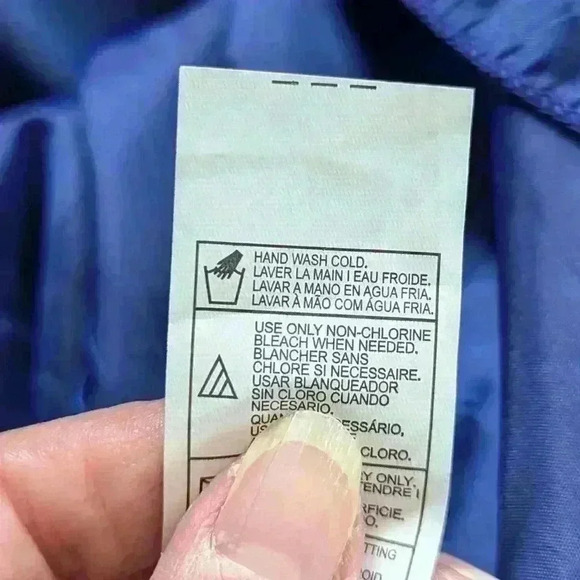 HAND WASH COLD.
LAVER LA MAIN I EAU FROIDE.
LAVAR A MANO EN AGUA FRIA.
LAVAR À MÃO COM ÁGUA FRIA.
USE ONLY NON-CHLORINE
BLEACH WHEN NEEDED.
BLANCHER SANS
CHLORE SI NECESSAIRE.
USAR BLANQUEADOR
SIN CLORO CUANDO
NECESARIO.
CLORO.
ONLY.